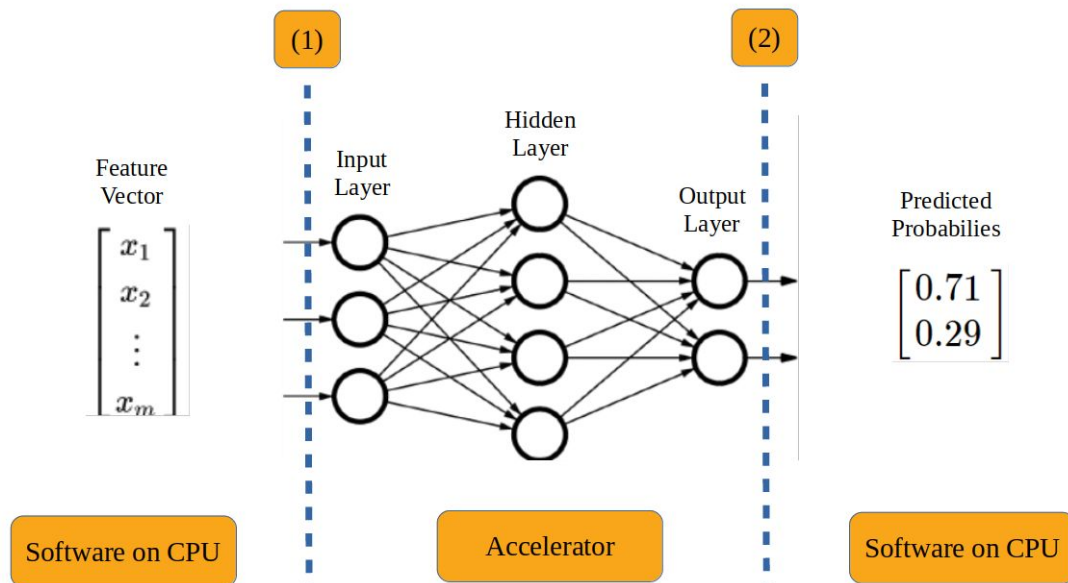 (1)
(2)
Feature
Vector
x₁
x₂
⋮
xₘ
Input
Layer
Hidden
Layer
Output
Layer
Predicted
Probabilies
0.71
0.29
Software on CPU
Accelerator
Software on CPU